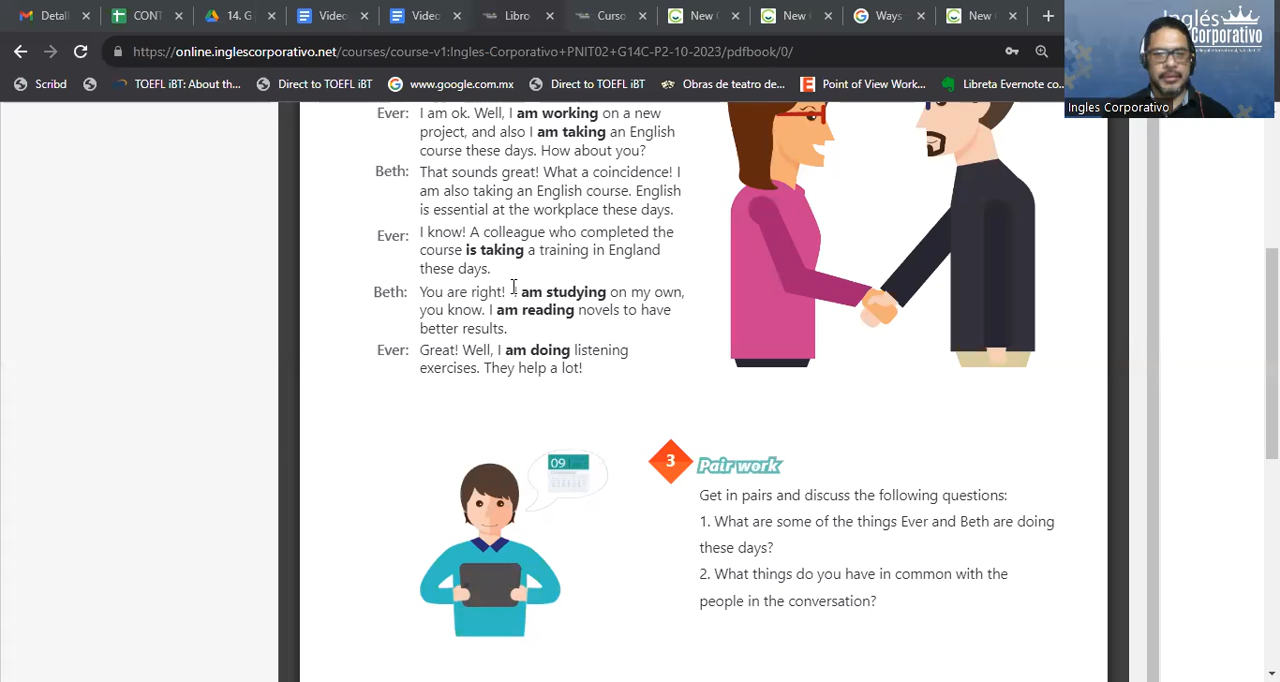 Detall
CONT
14. G
Video
Video
Libro
Curso
New C
New C
Ways
New C
https://online.inglescorporativo.net/courses/course-v1:Ingles-Corporativo+PNIT02+G14C-P2-10-2023/pdfbook/0/
Scribd
TOEFL iBT: About th...
Direct to TOEFL iBT
www.google.com.mx
Direct to TOEFL iBT
Obras de teatro de...
Point of View Work...
Libreta Evernote co...
Inglés
Corporativo
Ingles Corporativo
Ever: I am ok. Well, I am working on a new
project, and also I am taking an English
course these days. How about you?
Beth: That sounds great! What a coincidence! I
am also taking an English course. English
is essential at the workplace these days.
Ever: I know! A colleague who completed the
course is taking a training in England
these days.
Beth: You are right! I am studying on my own,
you know. I am reading novels to have
better results.
Ever: Great! Well, I am doing listening
exercises. They help a lot!
09
3
Pair work
Get in pairs and discuss the following questions:
1. What are some of the things Ever and Beth are doing
these days?
2. What things do you have in common with the
people in the conversation?